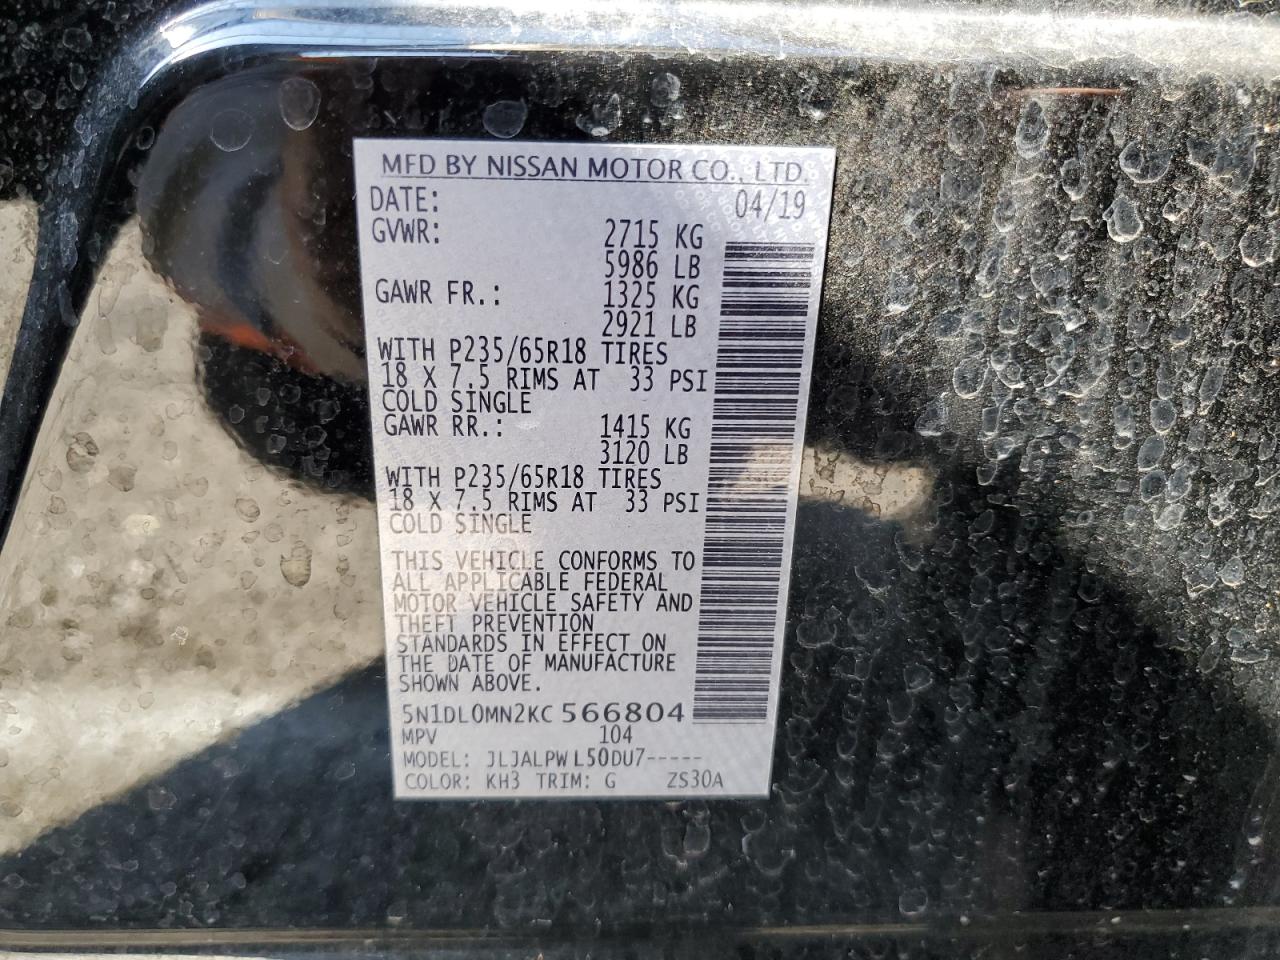 MFD BY NISSAN MOTOR CO., LTD.
DATE: 04/19
GVWR: 2715 KG
5986 LB
GAWR FR.: 1325 KG
2921 LB
WITH P235/65R18 TIRES
18 X 7.5 RIMS AT 33 PSI
COLD SINGLE
GAWR RR.: 1415 KG
3120 LB
WITH P235/65R18 TIRES
18 X 7.5 RIMS AT 33 PSI
COLD SINGLE
THIS VEHICLE CONFORMS TO
ALL APPLICABLE FEDERAL
MOTOR VEHICLE SAFETY AND
THEFT PREVENTION
STANDARDS IN EFFECT ON
THE DATE OF MANUFACTURE
SHOWN ABOVE.
5N1DL0MN2KC566804
MPV 104
MODEL: JLJALPWL50DU7-----
COLOR: KH3 TRIM: G ZS30A